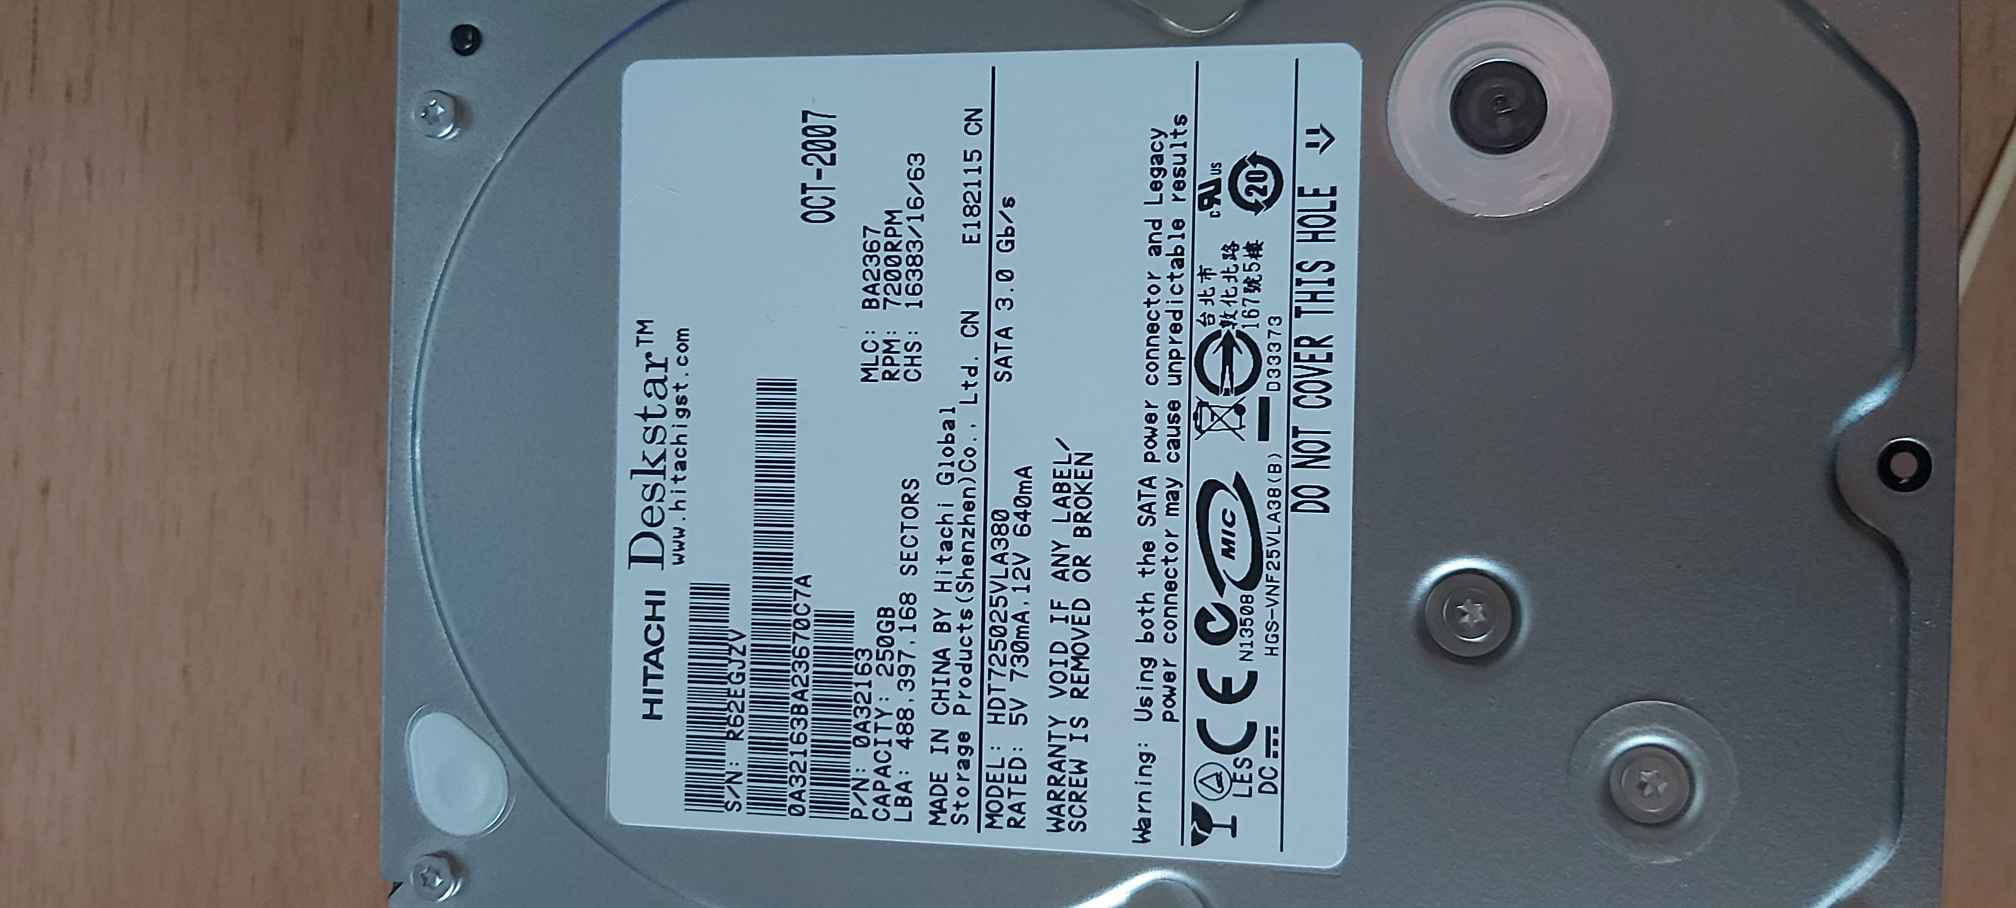 HITACHI Deskstar™
www.hitachigst.com
S/N: R62EGJZV
0A32163BA23670C7A
OCT-2007
P/N: 0A32163 MLC: BA2367
CAPACITY: 250GB RPM: 7200RPM
LBA: 488,397,168 SECTORS CHS: 16383/16/63
MADE IN CHINA BY Hitachi Global
Storage Products(Shenzhen)Co., Ltd. CN E182115 CN
MODEL: HDT725025VLA380 SATA 3.0 Gb/s
RATED: 5V 730mA,12V 640mA
WARRANTY VOID IF ANY LABEL/
SCREW IS REMOVED OR BROKEN
Warning: Using both the SATA power connector and Legacy
power connector may cause unpredictable results
CE MIC 台北市 c RU US
敦化北路
LES N13508 167號5樓 20
DC HGS-VNF25VLA38(B) D33373
DO NOT COVER THIS HOLE